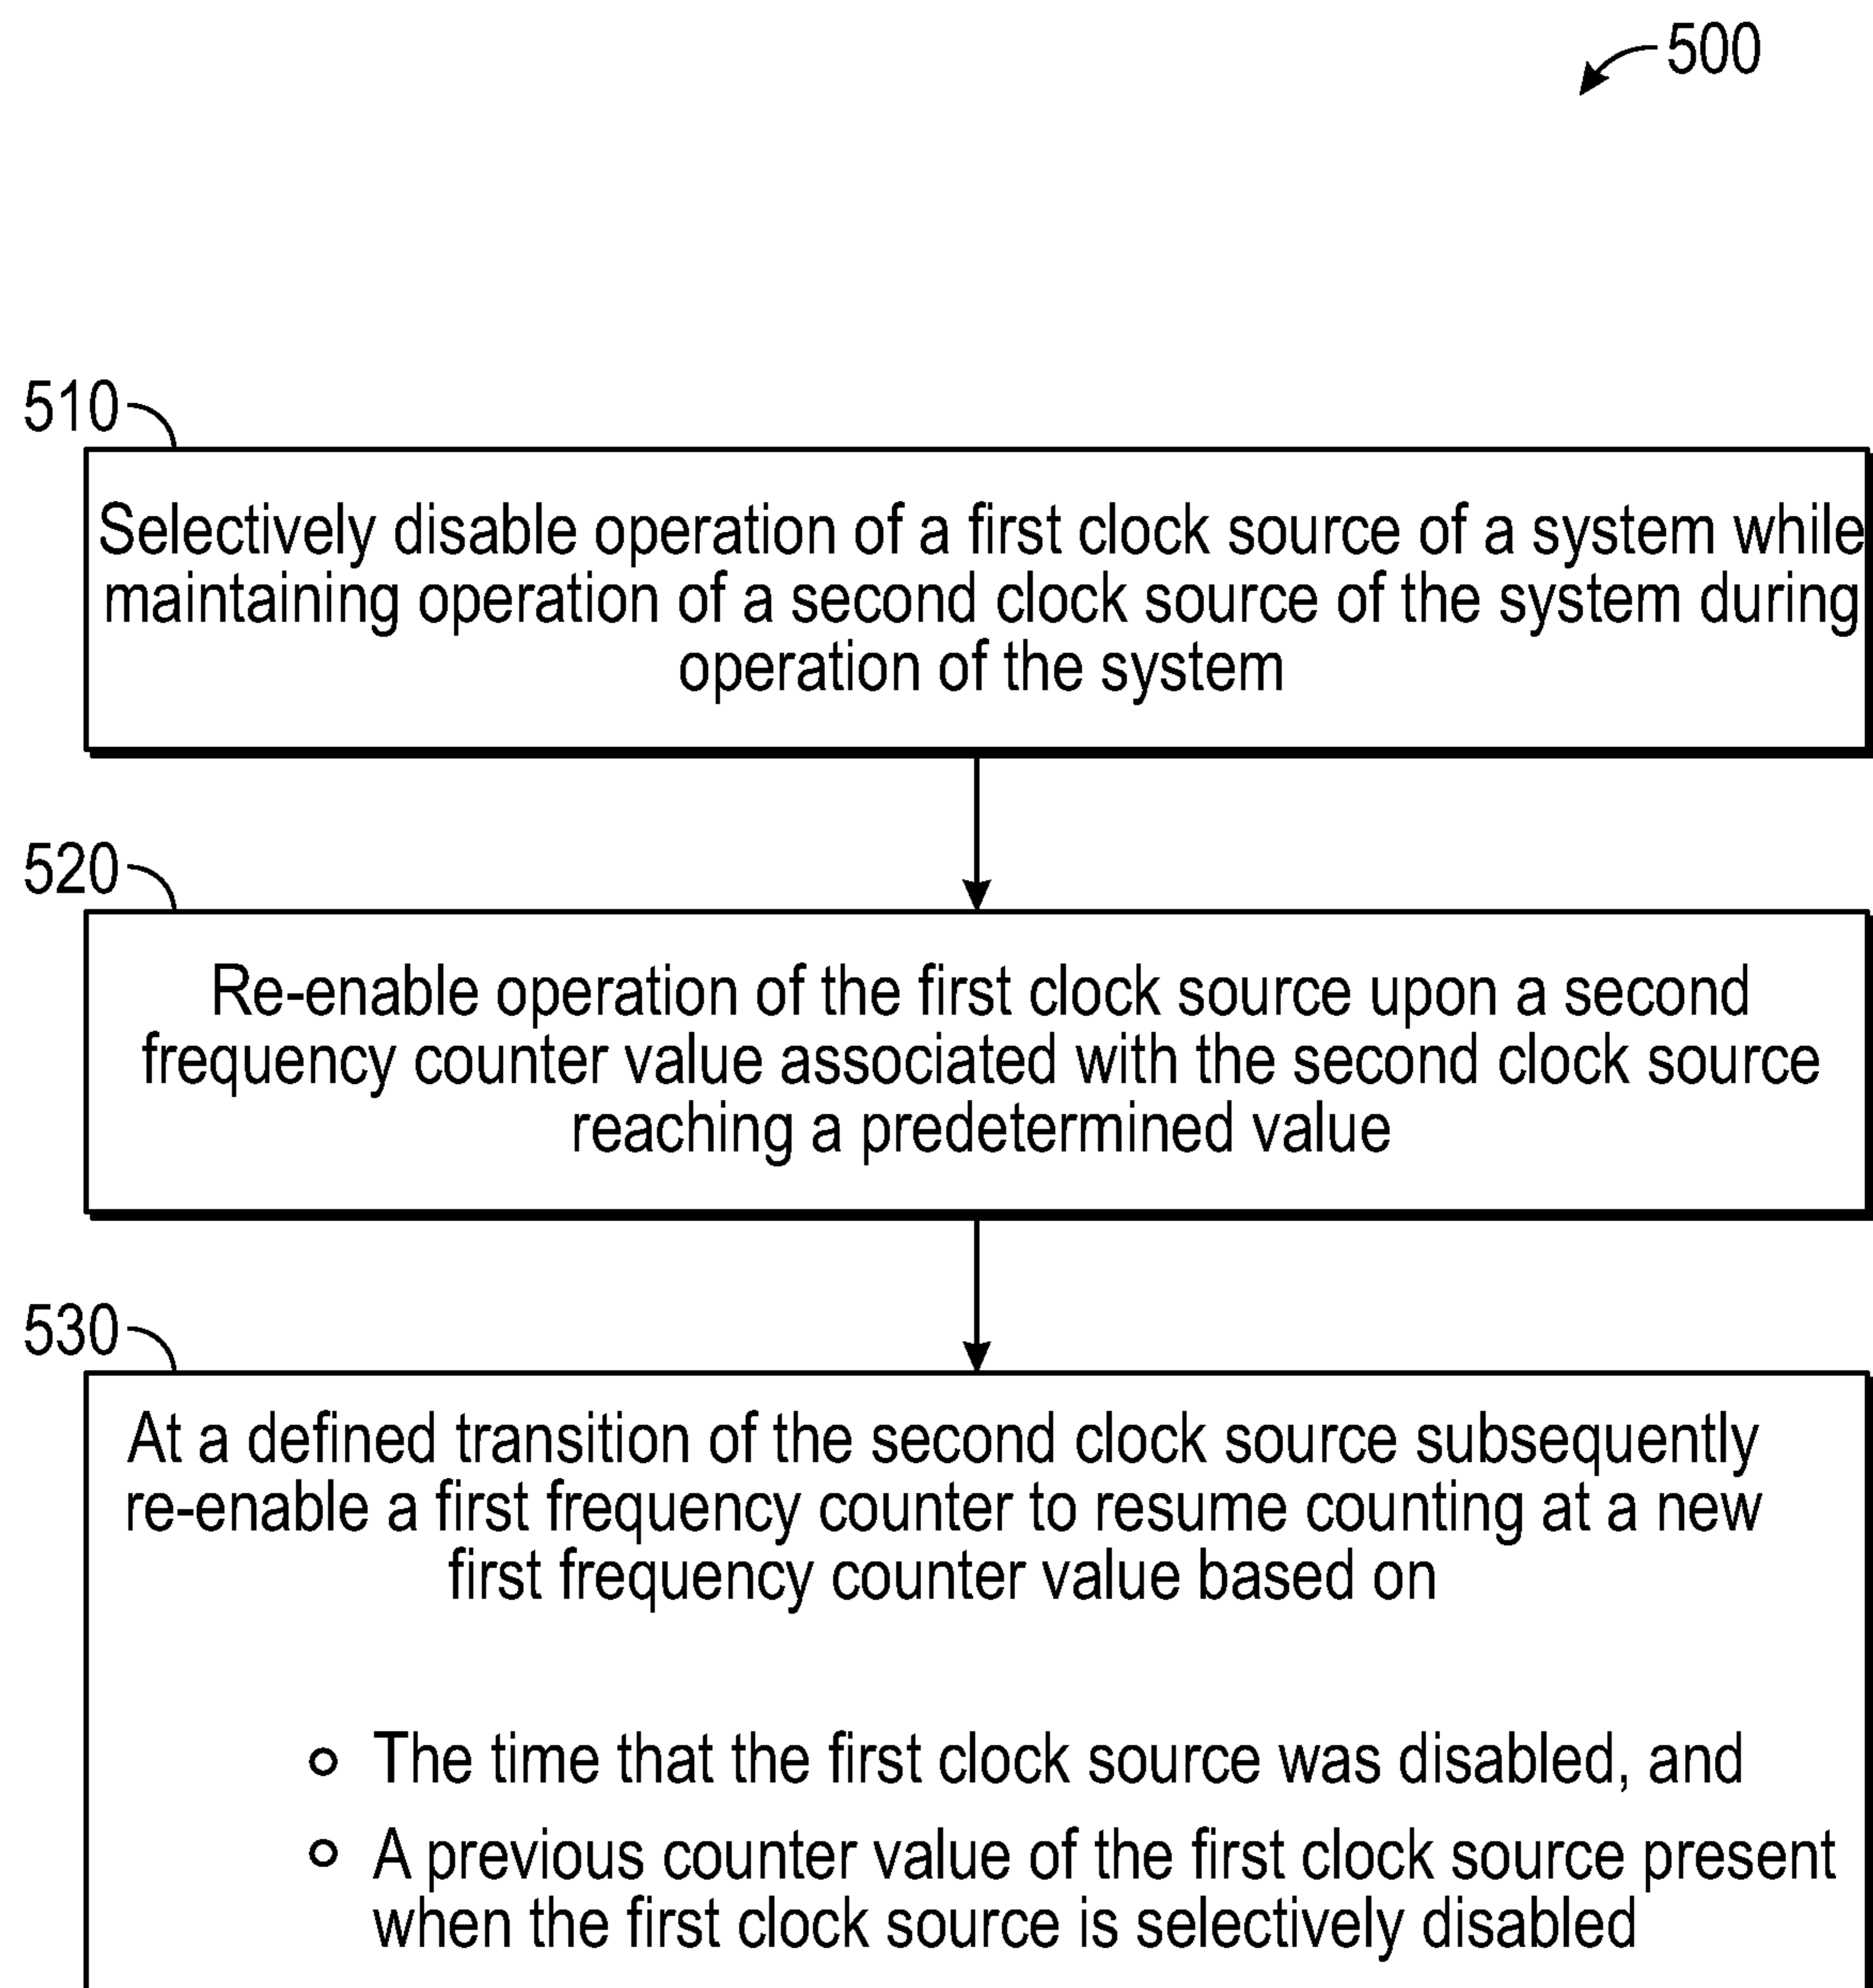 500
510
Selectively disable operation of a first clock source of a system while
maintaining operation of a second clock source of the system during
operation of the system
520
Re-enable operation of the first clock source upon a second
frequency counter value associated with the second clock source
reaching a predetermined value
530
At a defined transition of the second clock source subsequently
re-enable a first frequency counter to resume counting at a new
first frequency counter value based on
The time that the first clock source was disabled, and
A previous counter value of the first clock source present
when the first clock source is selectively disabled